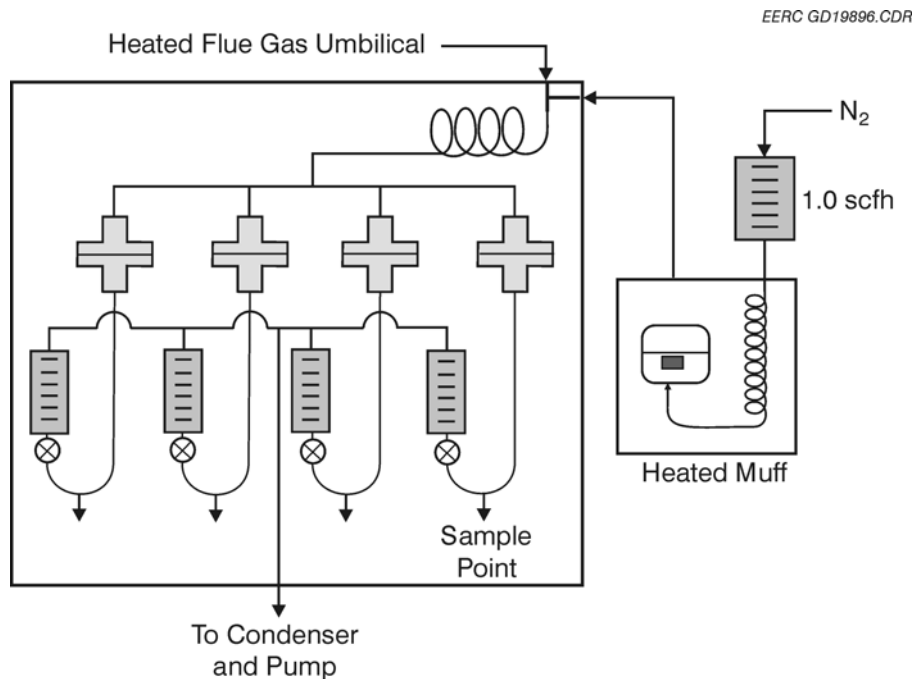 EERC GD19896.CDR
Heated Flue Gas Umbilical
N₂
1.0 scfh
Heated Muff
Sample
Point
To Condenser
and Pump